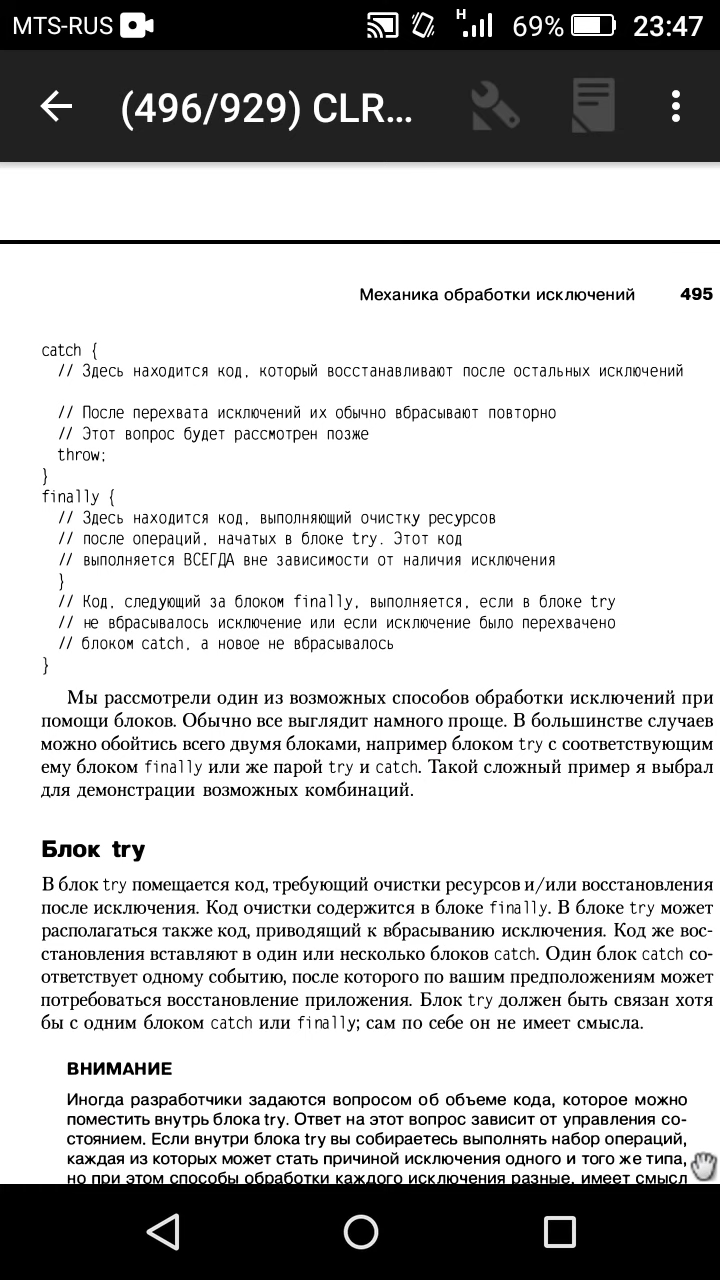 MTS-RUS H 69% 23:47
(496/929) CLR...
Механика обработки исключений 495
catch {
// Здесь находится код, который восстанавливают после остальных исключений
// После перехвата исключений их обычно вбрасывают повторно
// Этот вопрос будет рассмотрен позже
throw;
}
finally {
// Здесь находится код, выполняющий очистку ресурсов
// после операций, начатых в блоке try. Этот код
// выполняется ВСЕГДА вне зависимости от наличия исключения
}
// Код, следующий за блоком finally, выполняется, если в блоке try
// не вбрасывалось исключение или если исключение было перехвачено
// блоком catch, а новое не вбрасывалось
}
Мы рассмотрели один из возможных способов обработки исключений при
помощи блоков. Обычно все выглядит намного проще. В большинстве случаев
можно обойтись всего двумя блоками, например блоком try с соответствующим
ему блоком finally или же парой try и catch. Такой сложный пример я выбрал
для демонстрации возможных комбинаций.
Блок try
В блок try помещается код, требующий очистки ресурсов и/или восстановления
после исключения. Код очистки содержится в блоке finally. В блоке try может
располагаться также код, приводящий к вбрасыванию исключения. Код же вос-
становления вставляют в один или несколько блоков catch. Один блок catch со-
ответствует одному событию, после которого по вашим предположениям может
потребоваться восстановление приложения. Блок try должен быть связан хотя
бы с одним блоком catch или finally; сам по себе он не имеет смысла.
ВНИМАНИЕ
Иногда разработчики задаются вопросом об объеме кода, которое можно
поместить внутрь блока try. Ответ на этот вопрос зависит от управления со-
стоянием. Если внутри блока try вы собираетесь выполнять набор операций,
каждая из которых может стать причиной исключения одного и того же типа,
но при этом способы обработки каждого исключения разные, имеет смысл